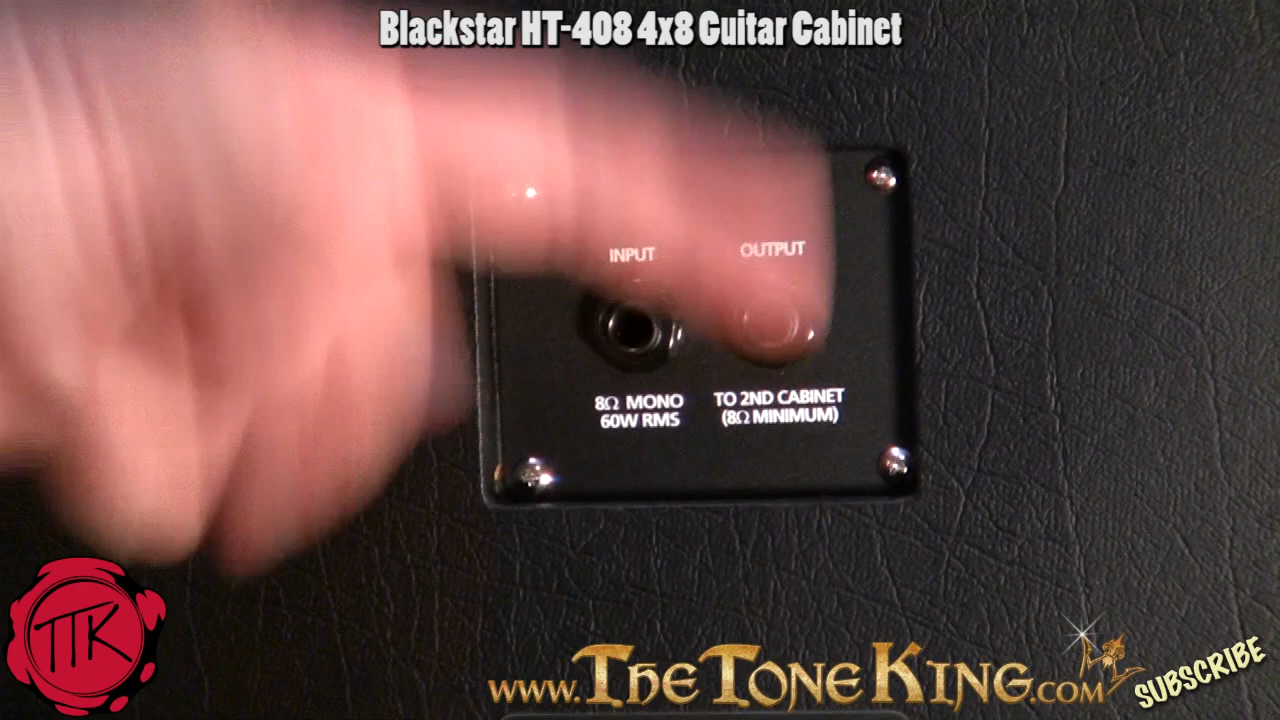 Blackstar HT-408 4x8 Guitar Cabinet
INPUT OUTPUT
8Ω MONO
60W RMS
TO 2ND CABINET
(8Ω MINIMUM)
TTK
www.TheToneKing.com
SUBSCRIBE